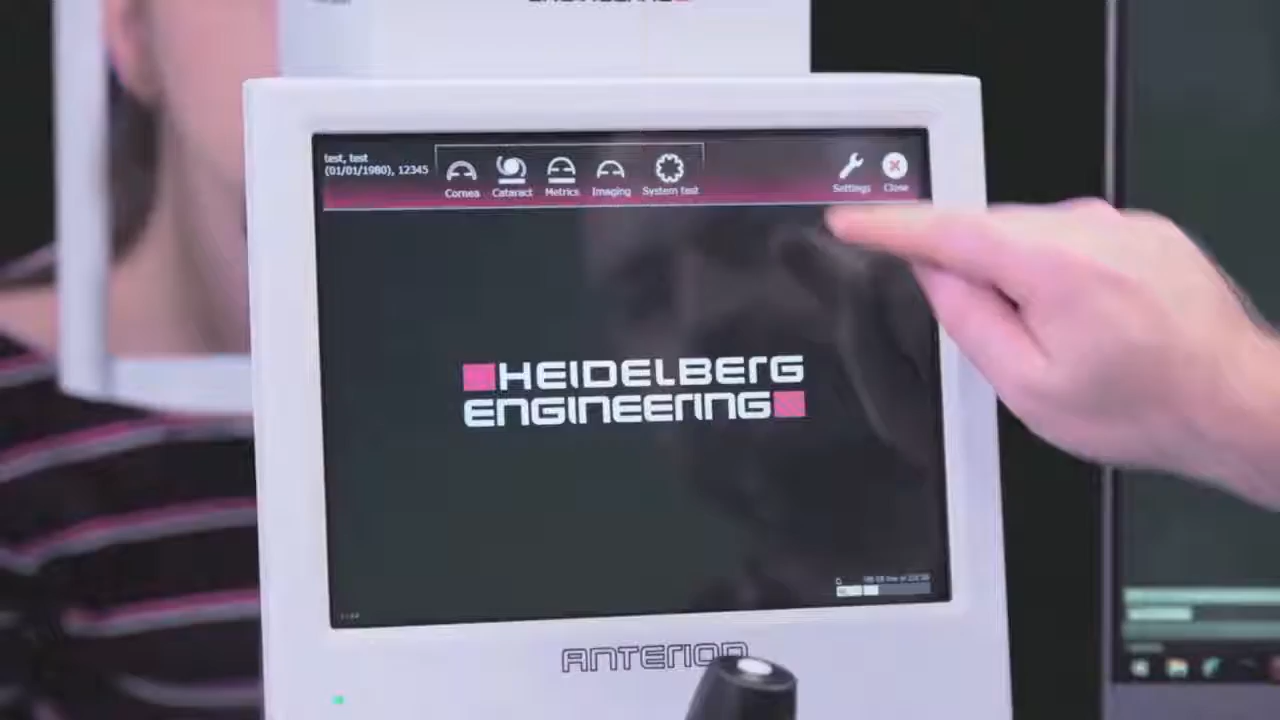 test, test
(01/01/1980), 12345
Cornea Cataract Metrics Imaging System test
Settings Close
HEIDELBERG
ENGINEERING
ANTERION